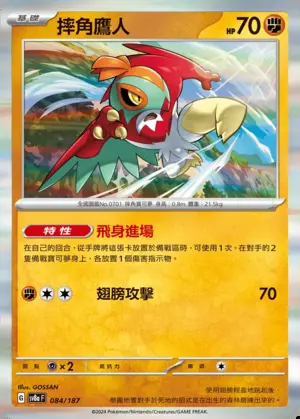 基礎 摔角鷹人 HP 70
全國圖鑑No.0701 摔角寶可夢 身高:0.8m 體重:21.5kg
特性 飛身進場
在自己的回合,從手牌將這張卡放置於備戰區時,可使用1次。在對手的2
隻備戰寶可夢身上,各放置1個傷害指示物。
翅膀攻擊 70
弱點 ×2 抵抗力 撤退
Illus. GOSSAN
G sv8a F 084/187
©2024 Pokémon/Nintendo/Creatures/GAME FREAK.